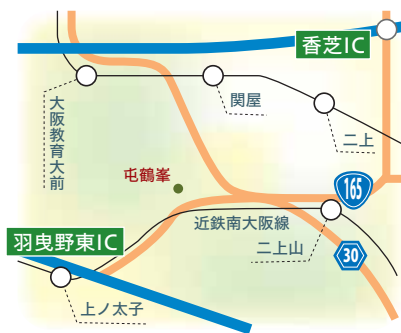 香芝IC
関屋
大阪教育大前
二上
屯鶴峯
165
近鉄南大阪線
羽曳野東IC
二上山
30
上ノ太子